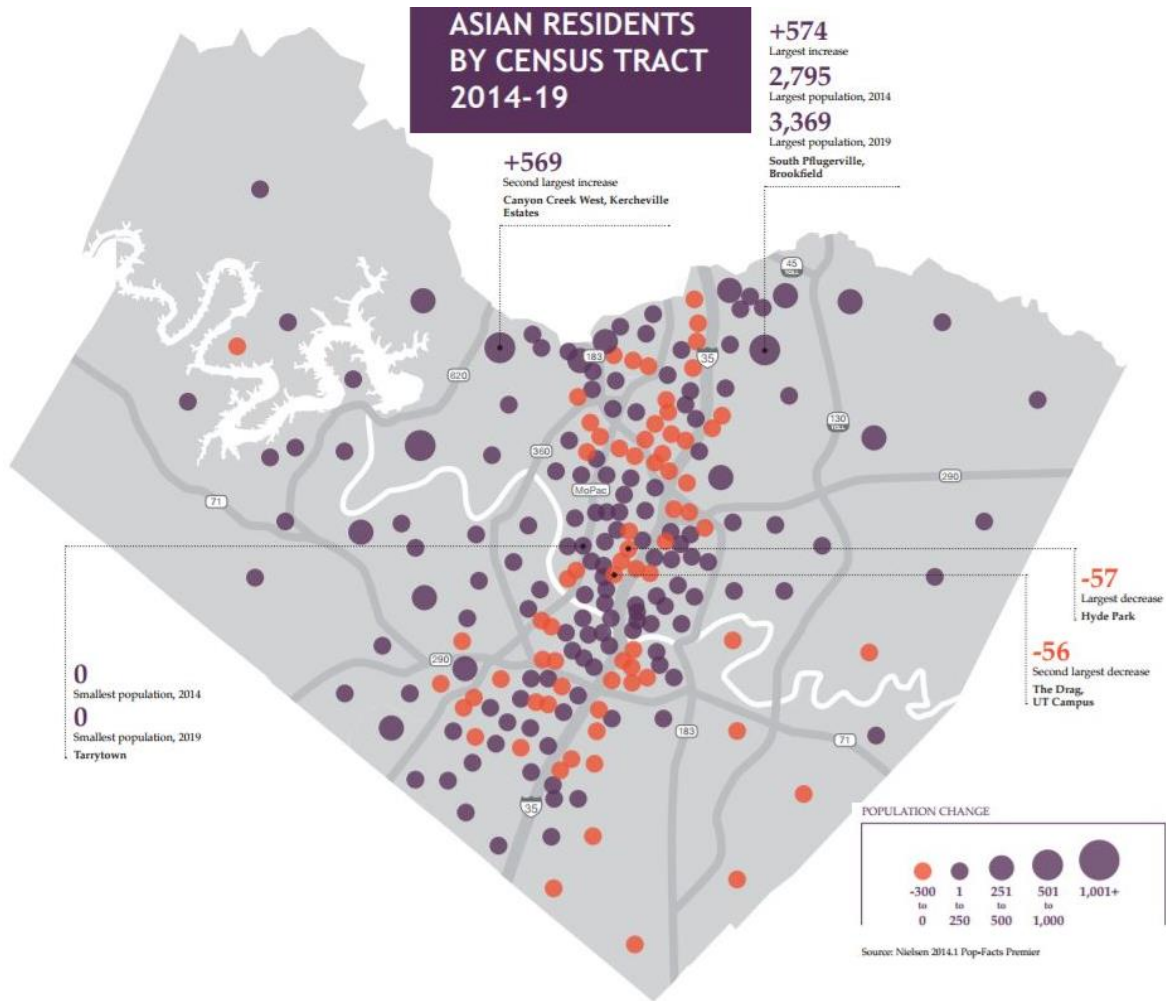 ASIAN RESIDENTS
BY CENSUS TRACT
2014-19
+574
Largest increase
2,795
Largest population, 2014
3,369
Largest population, 2019
South Pflugerville,
Brookfield
+569
Second largest increase
Canyon Creek West, Kercheville
Estates
45
TOLL
183
35
620
130
TOLL
360
290
71
MoPac
-57
Largest decrease
Hyde Park
-56
Second largest decrease
The Drag,
UT Campus
0
Smallest population, 2014
0
Smallest population, 2019
Tarrytown
290
183
71
35
POPULATION CHANGE
-300 1 251 501 1,001+
to to to to
0 250 500 1,000
Source: Nielsen 2014.1 Pop-Facts Premier